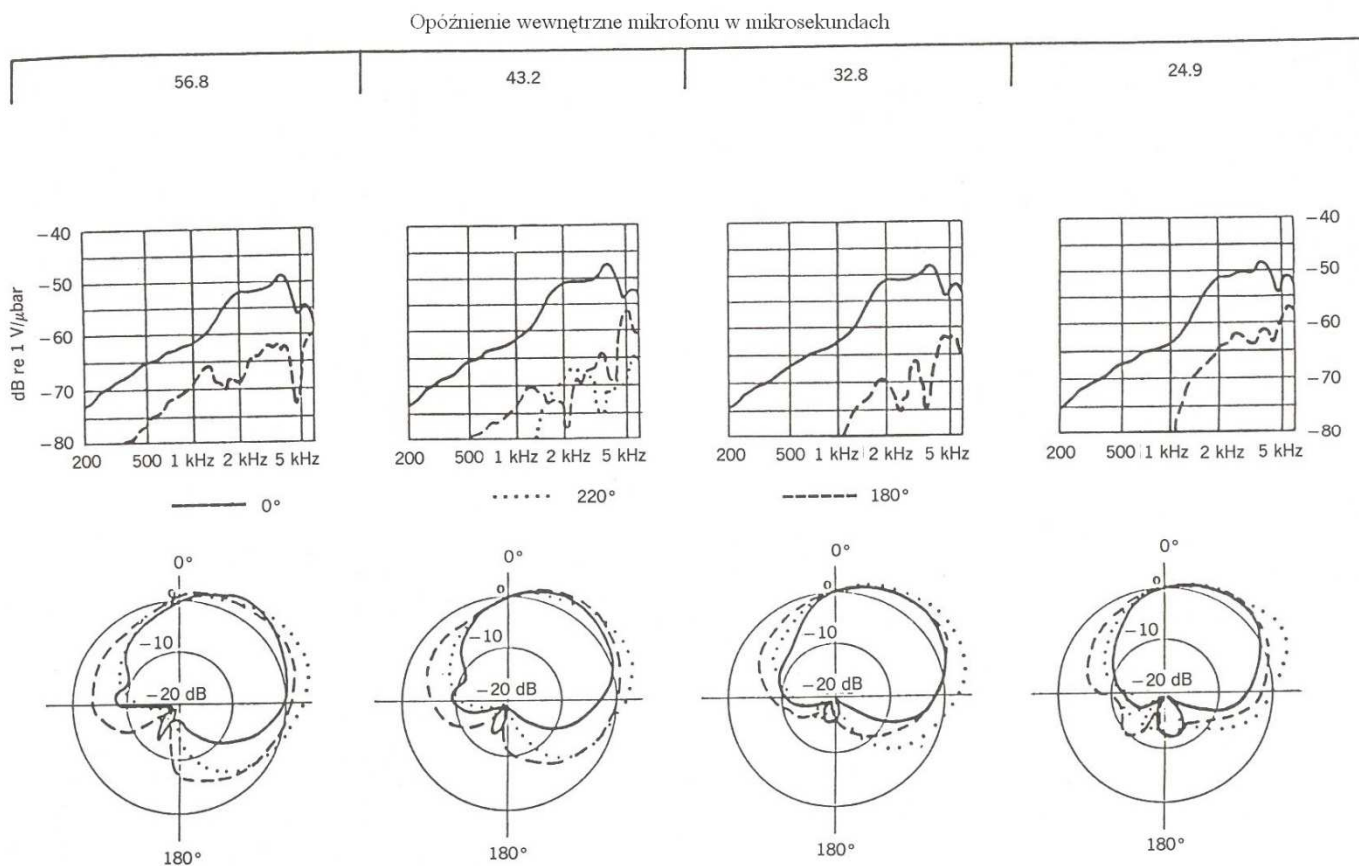 Opóźnienie wewnętrzne mikrofonu w mikrosekundach
56.8 43.2 32.8 24.9
dB re 1 V/μbar
−40
−50
−60
−70
−80
−40
−50
−60
−70
−80
200 500 1 kHz 2 kHz 5 kHz
200 500 1 kHz 2 kHz 5 kHz
200 500 1 kHz 2 kHz 5 kHz
200 500 1 kHz 2 kHz 5 kHz
0° 220° 180°
0° 0° 0° 0°
0 0 0 0
−10 −10 −10 −10
−20 dB −20 dB −20 dB −20 dB
180° 180° 180° 180°